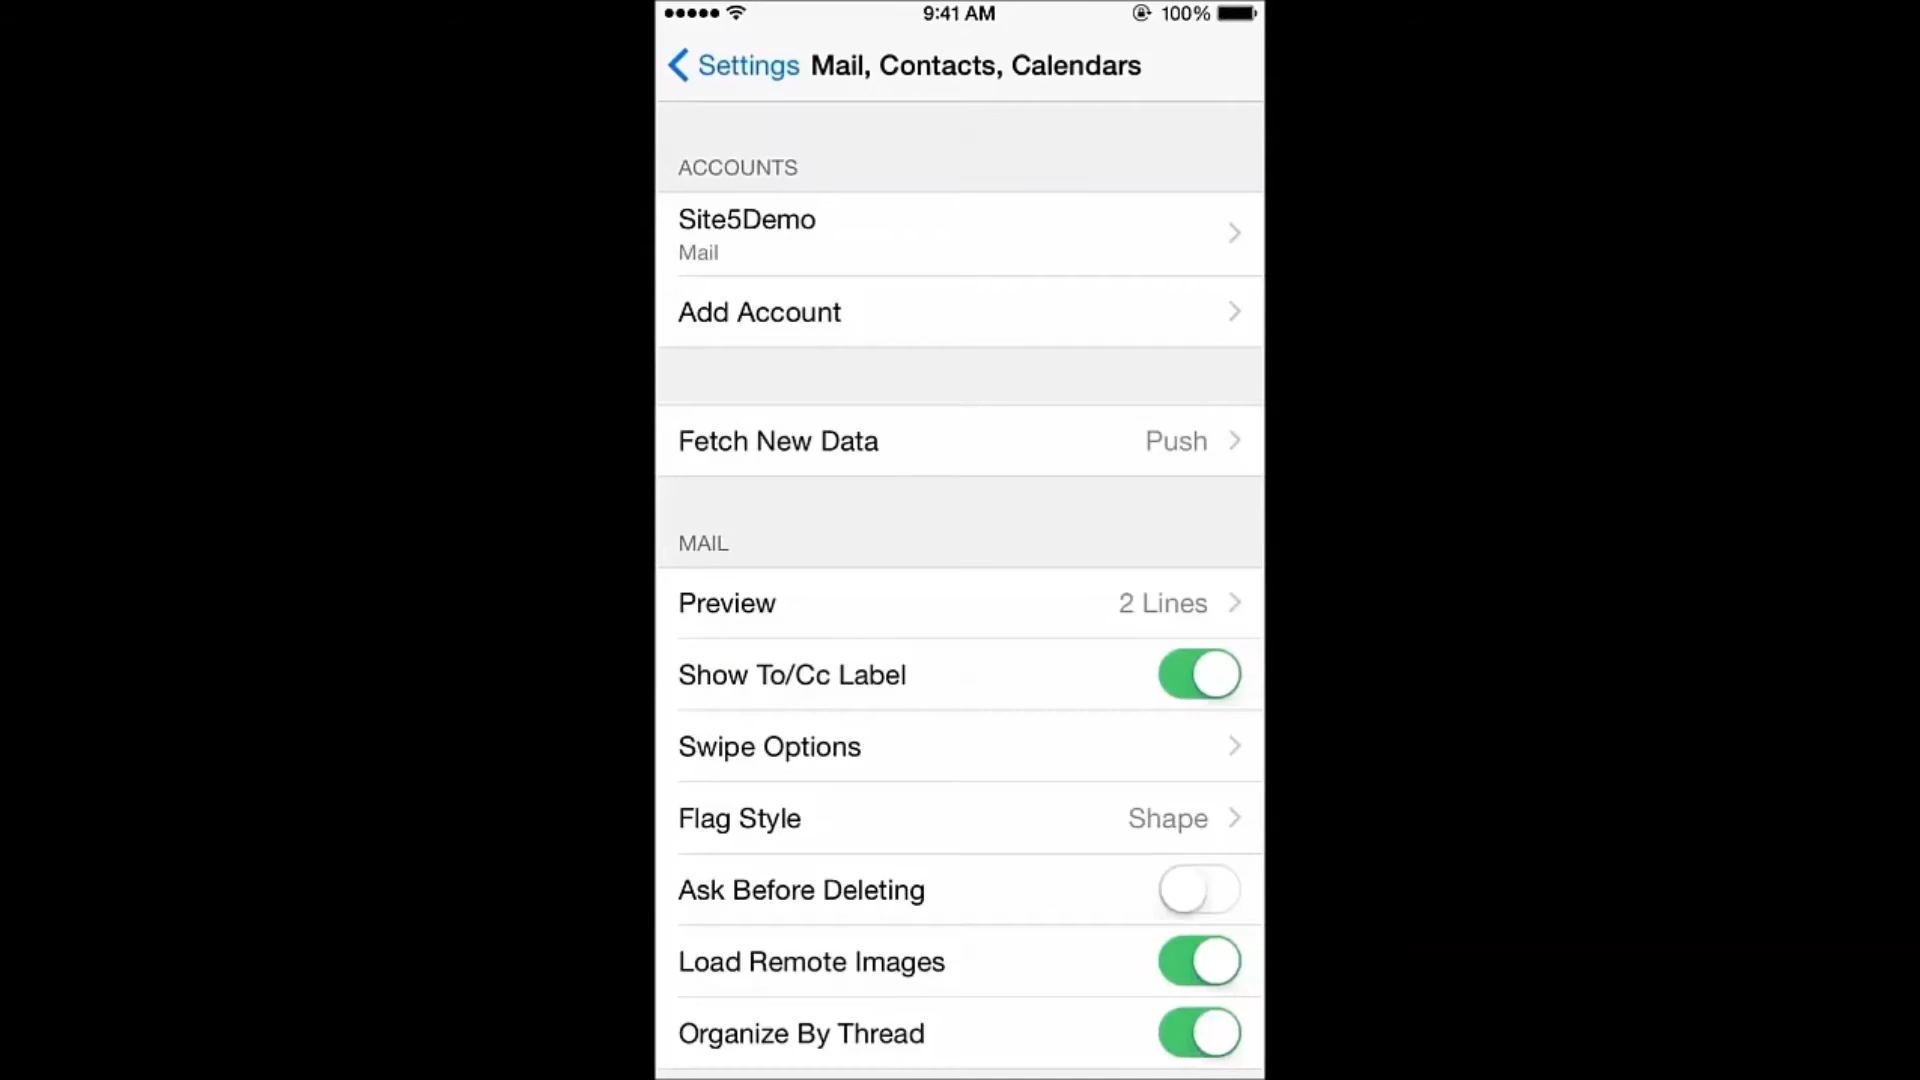 9:41 AM 100%
Settings Mail, Contacts, Calendars
ACCOUNTS
Site5Demo
Mail
Add Account
Fetch New Data Push
MAIL
Preview 2 Lines
Show To/Cc Label
Swipe Options
Flag Style Shape
Ask Before Deleting
Load Remote Images
Organize By Thread